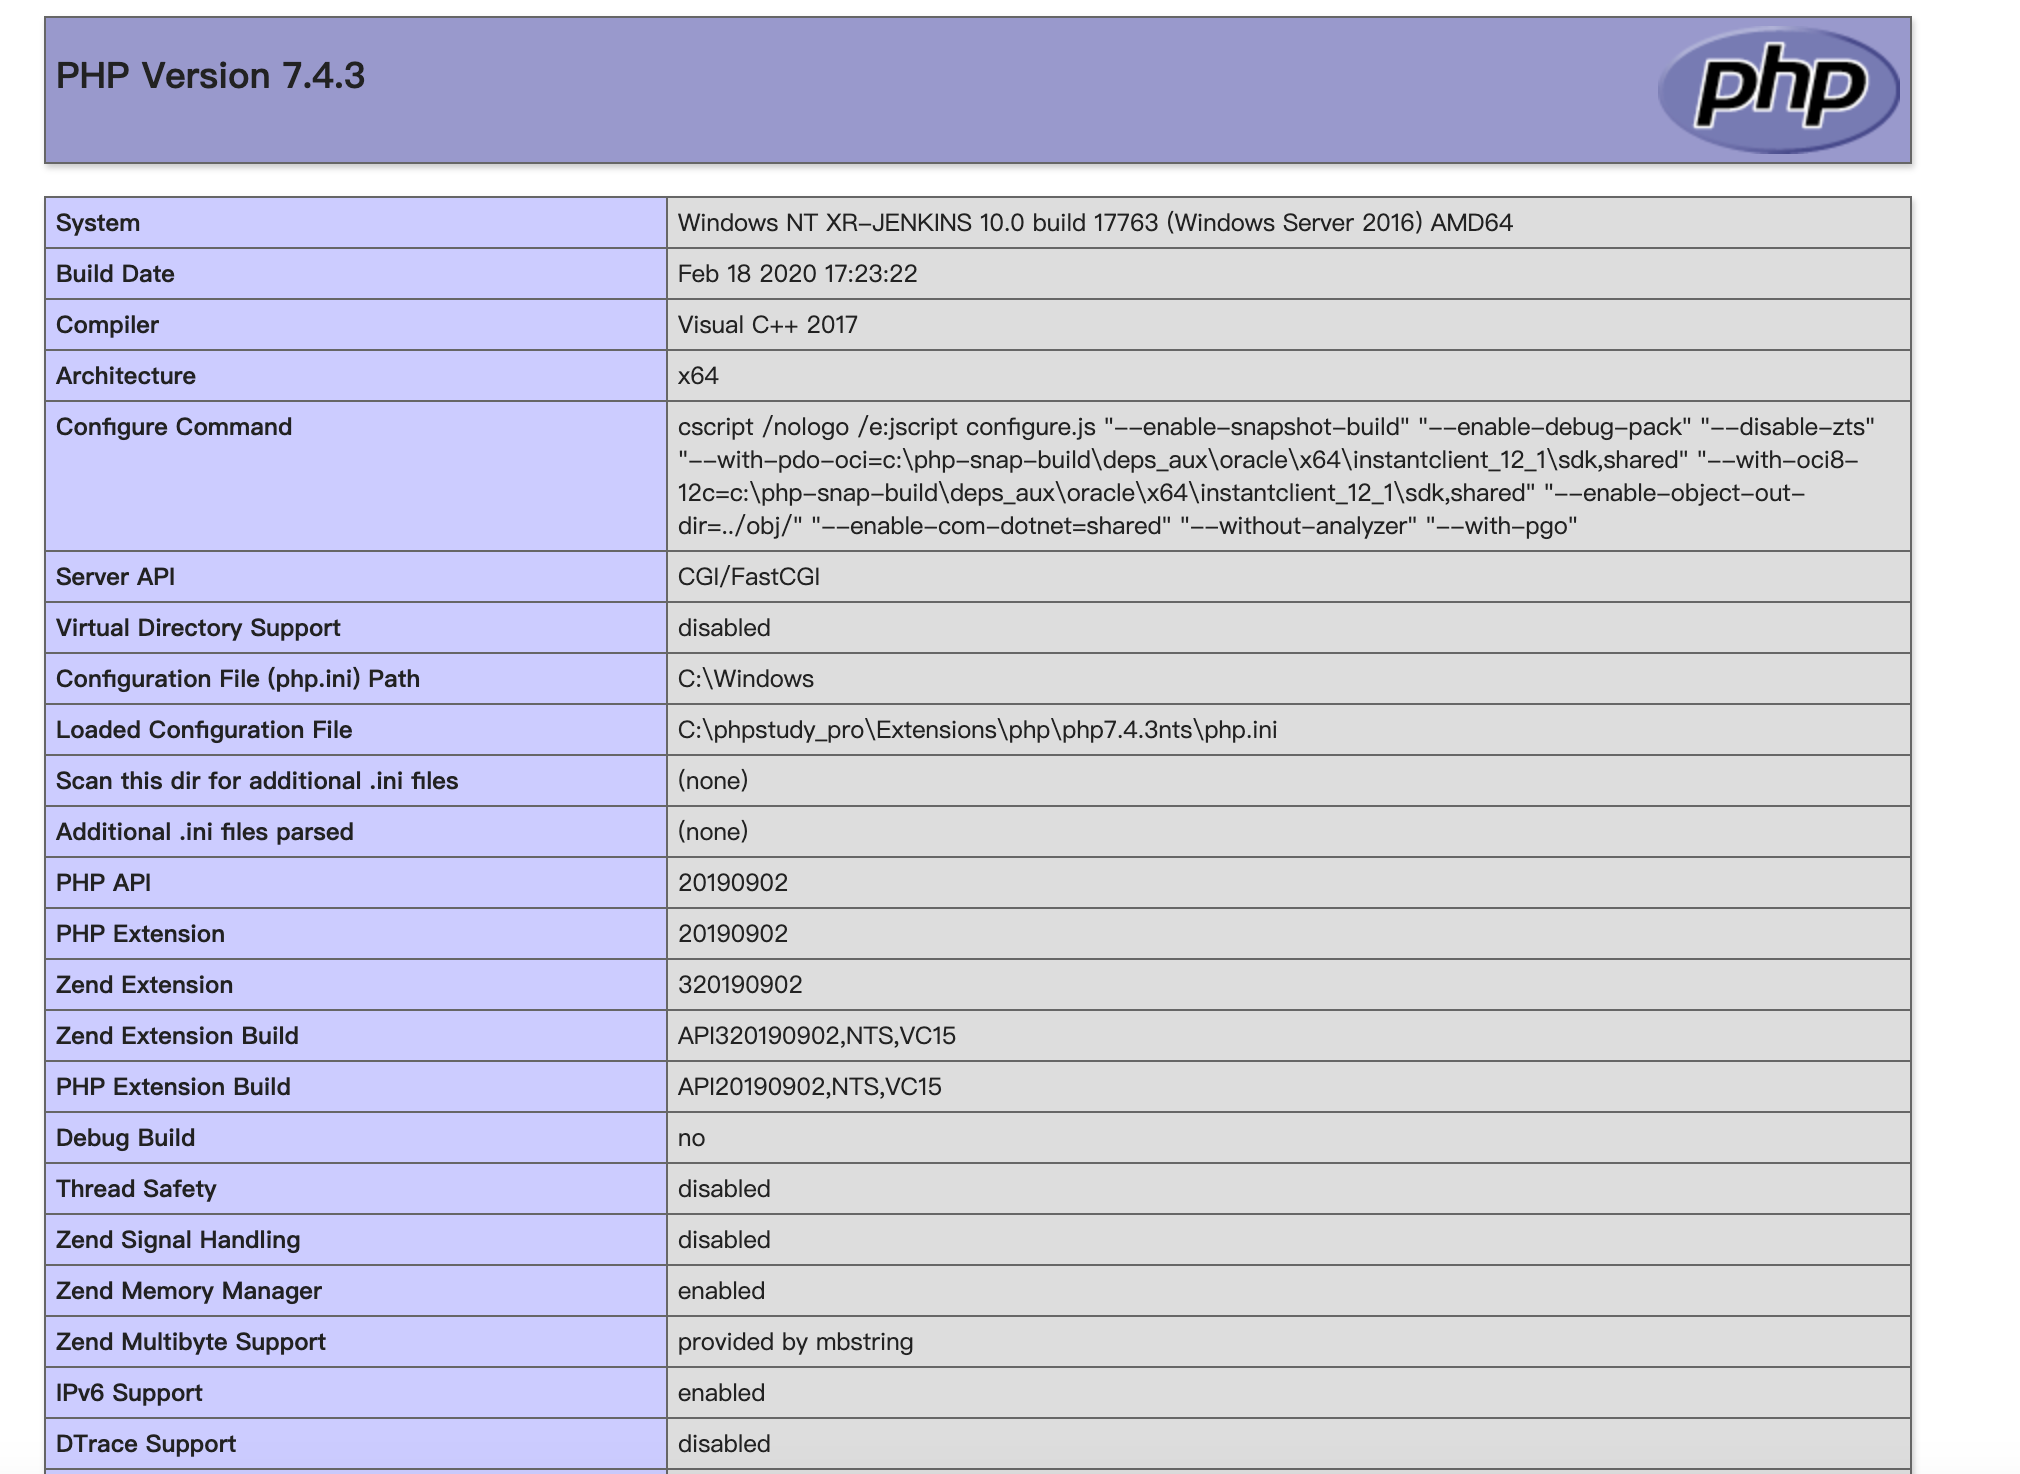 PHP Version 7.4.3
php
System Windows NT XR-JENKINS 10.0 build 17763 (Windows Server 2016) AMD64
Build Date Feb 18 2020 17:23:22
Compiler Visual C++ 2017
Architecture x64
Configure Command cscript /nologo /e:jscript configure.js "--enable-snapshot-build" "--enable-debug-pack" "--disable-zts"
"--with-pdo-oci=c:\php-snap-build\deps_aux\oracle\x64\instantclient_12_1\sdk,shared" "--with-oci8-
12c=c:\php-snap-build\deps_aux\oracle\x64\instantclient_12_1\sdk,shared" "--enable-object-out-
dir=../obj/" "--enable-com-dotnet=shared" "--without-analyzer" "--with-pgo"
Server API CGI/FastCGI
Virtual Directory Support disabled
Configuration File (php.ini) Path C:\Windows
Loaded Configuration File C:\phpstudy_pro\Extensions\php\php7.4.3nts\php.ini
Scan this dir for additional .ini files (none)
Additional .ini files parsed (none)
PHP API 20190902
PHP Extension 20190902
Zend Extension 320190902
Zend Extension Build API320190902,NTS,VC15
PHP Extension Build API20190902,NTS,VC15
Debug Build no
Thread Safety disabled
Zend Signal Handling disabled
Zend Memory Manager enabled
Zend Multibyte Support provided by mbstring
IPv6 Support enabled
DTrace Support disabled